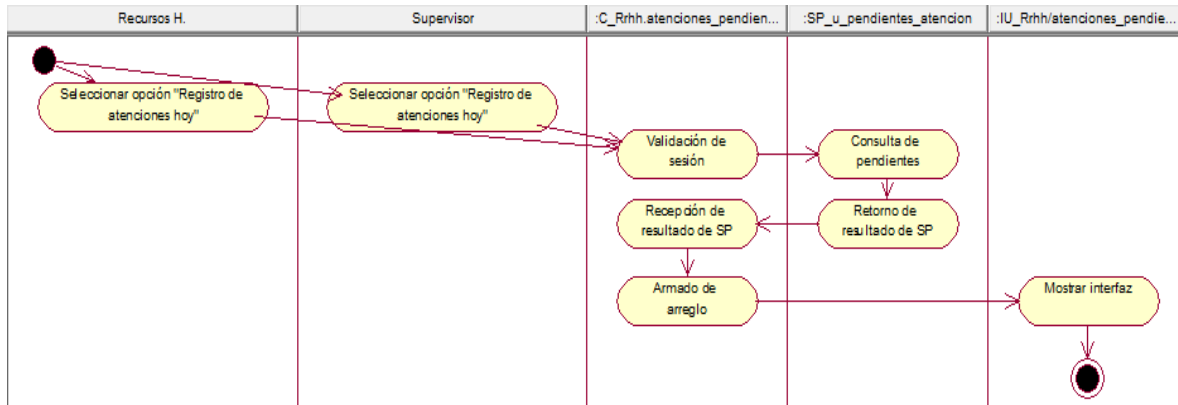 Recursos H.
Supervisor
:C_Rrhh.atenciones_pendien...
:SP_u_pendientes_atencion
:IU_Rrhh/atenciones_pendie...
Seleccionar opción "Registro de
atenciones hoy"
Seleccionar opción "Registro de
atenciones hoy"
Validación de
sesión
Consulta de
pendientes
Recepción de
resultado de SP
Retorno de
resultado de SP
Armado de
arreglo
Mostrar interfaz